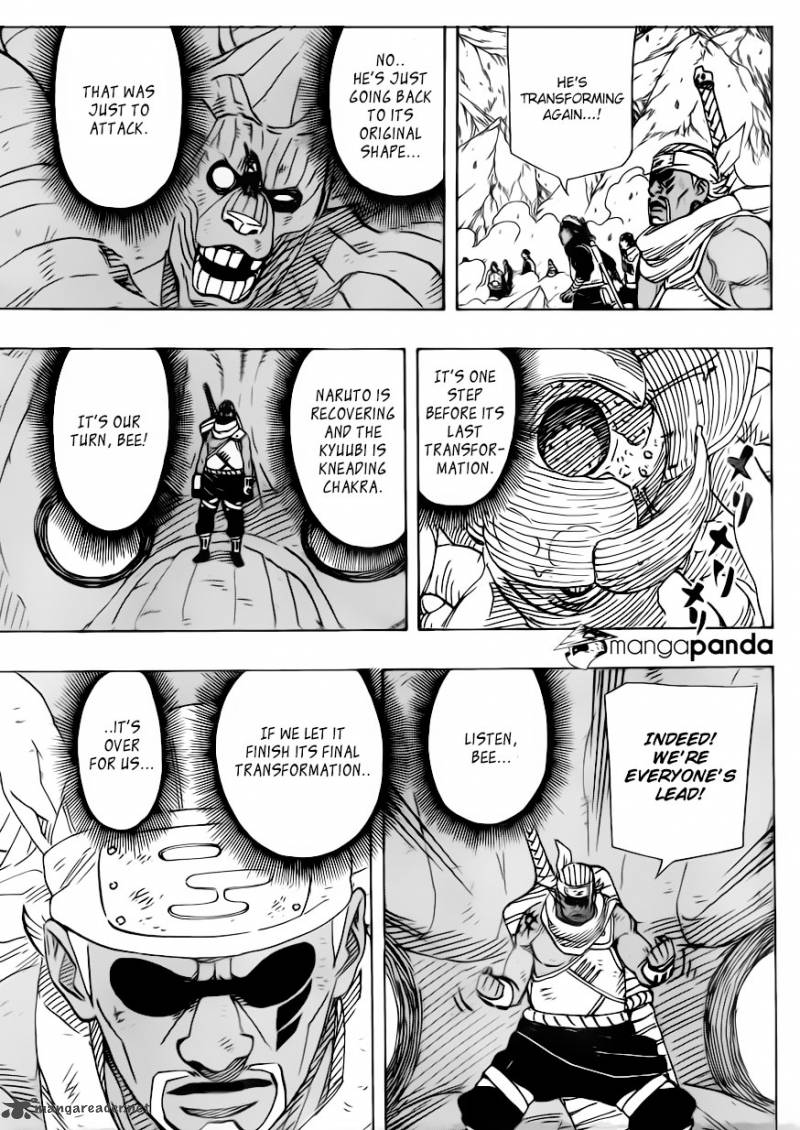 HE'S
TRANSFORMING
AGAIN...!
NO..
HE'S JUST
GOING BACK
TO ITS
ORIGINAL
SHAPE...
THAT WAS
JUST TO
ATTACK.
IT'S ONE
STEP
BEFORE ITS
LAST
TRANSFOR-
MATION.
メリ
メリ
メリ
NARUTO IS
RECOVERING
AND THE
KYUUBI IS
KNEADING
CHAKRA.
IT'S OUR
TURN, BEE!
mangapanda
INDEED!
WE'RE
EVERYONE'S
LEAD!
LISTEN,
BEE...
IF WE LET IT
FINISH ITS FINAL
TRANSFORMATION..
..IT'S
OVER
FOR US...
mangareader.net